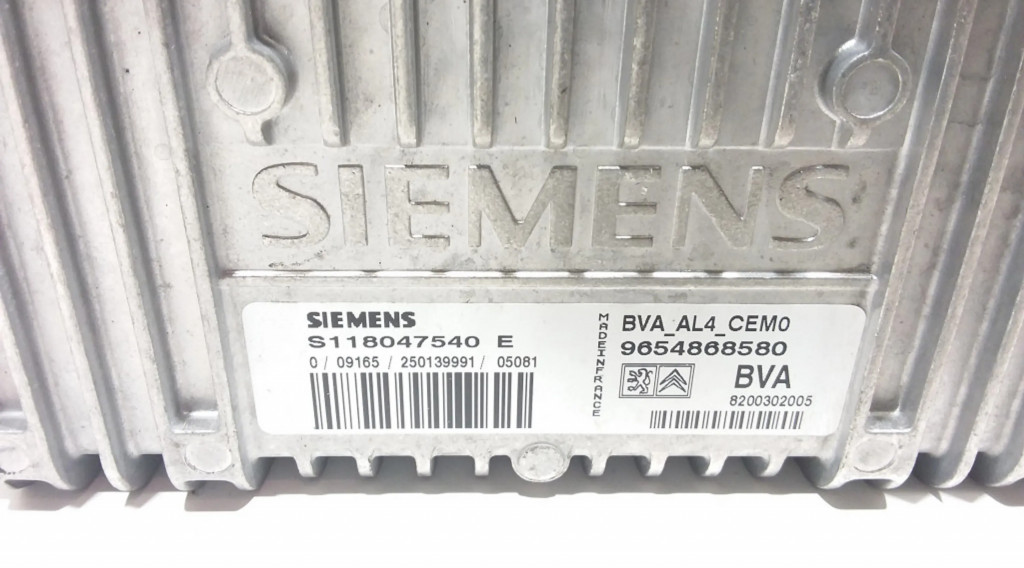 SIEMENS
SIEMENS
S118047540 E
0 / 09165 / 250139991 / 05081
MADEINFRANCE
BVA_AL4_CEM0
9654868580
BVA
8200302005